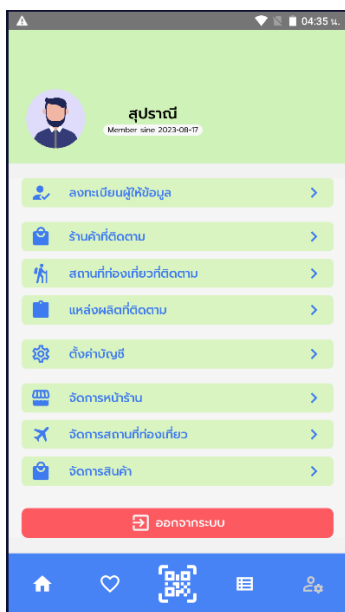 04:35 น.
สุปราณี
Member sine 2023-08-17
ลงทะเบียนผู้ให้ข้อมูล
ร้านค้าที่ติดตาม
สถานที่ท่องเที่ยวที่ติดตาม
แหล่งผลิตที่ติดตาม
ตั้งค่าบัญชี
จัดการหน้าร้าน
จัดการสถานที่ท่องเที่ยว
จัดการสินค้า
ออกจากระบบ